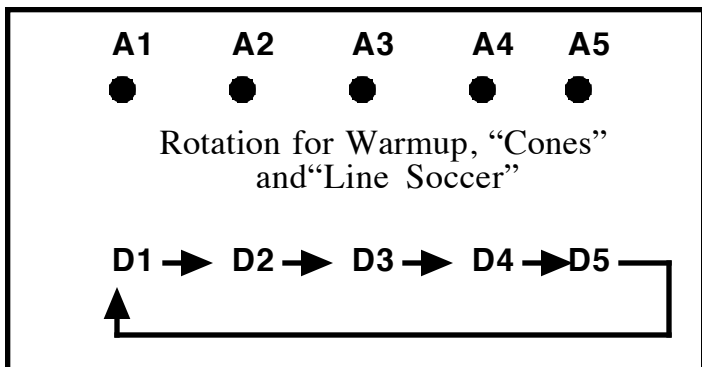 A1 A2 A3 A4 A5
Rotation for Warmup, “Cones”
and“Line Soccer”
D1 D2 D3 D4 D5